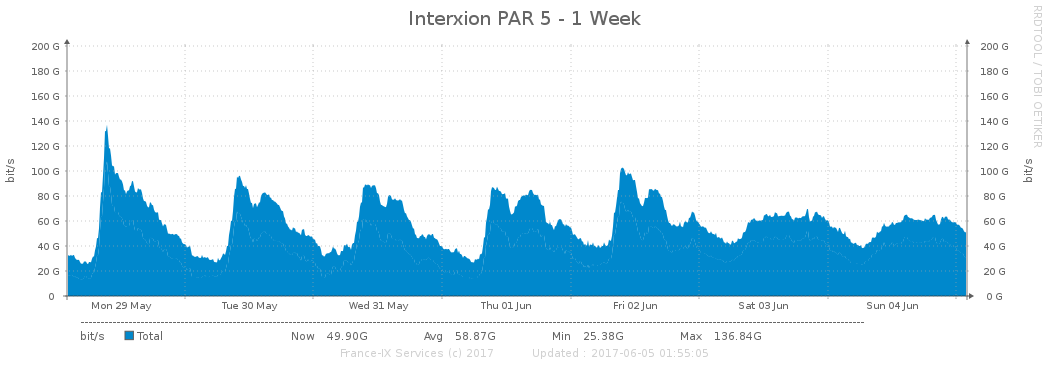 Interxion PAR 5 - 1 Week
RRDTOOL / TOBI OETIKER
200 G 200 G
180 G 180 G
160 G 160 G
140 G 140 G
120 G 120 G
100 G 100 G
80 G 80 G
60 G 60 G
40 G 40 G
20 G 20 G
0 0 G
bit/s bit/s
Mon 29 May Tue 30 May Wed 31 May Thu 01 Jun Fri 02 Jun Sat 03 Jun Sun 04 Jun
bit/s Total Now 49.90G Avg 58.87G Min 25.38G Max 136.84G
France-IX Services (c) 2017 Updated : 2017-06-05 01:55:05